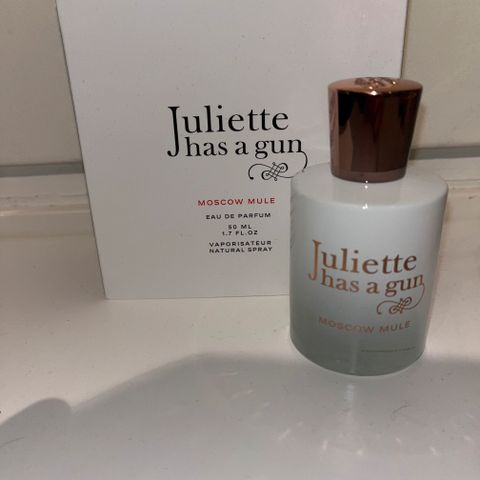 Juliette
has a gun
MOSCOW MULE
EAU DE PARFUM
50 ML
1.7 FL.OZ
VAPORISATEUR
NATURAL SPRAY
Juliette
has a gun
MOSCOW MULE